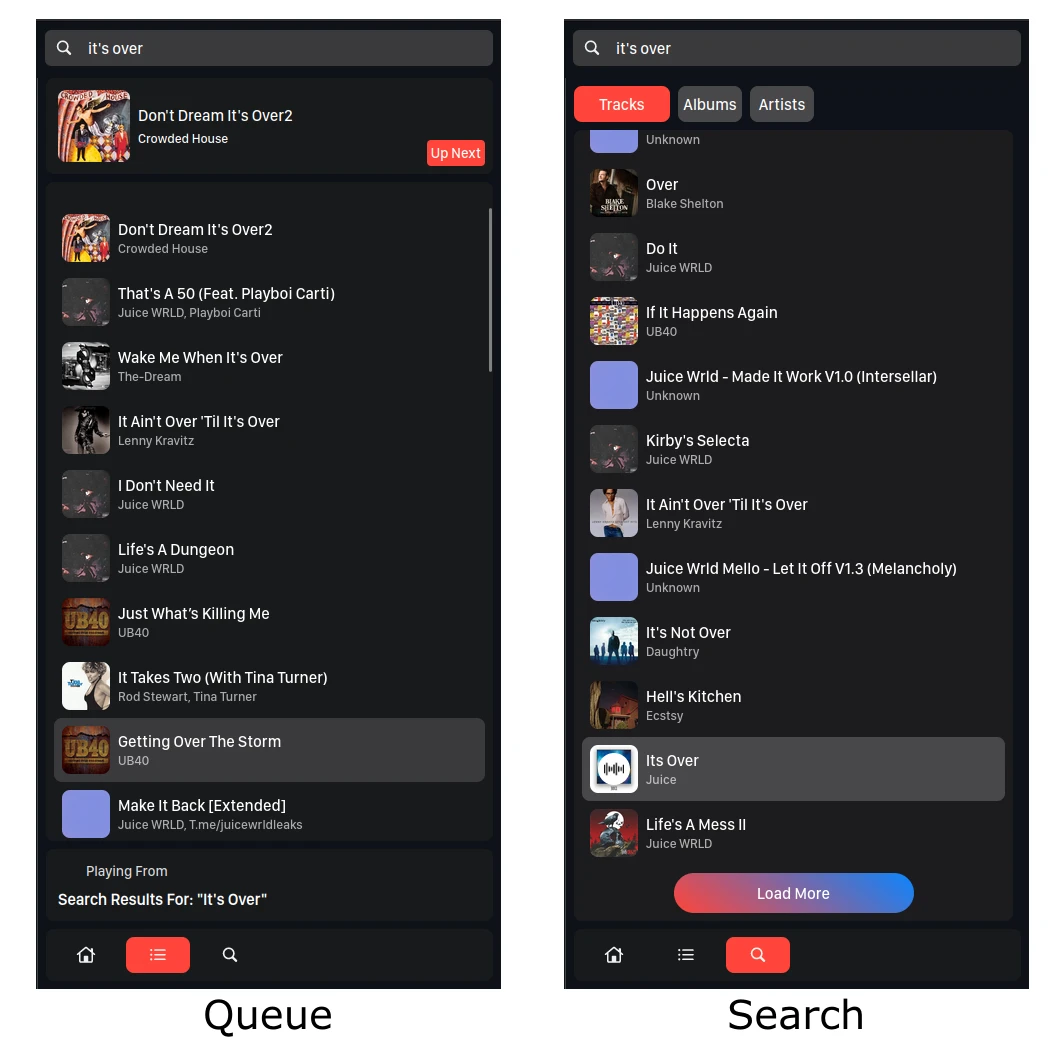 it's over
Don't Dream It's Over2
Crowded House
Up Next
Don't Dream It's Over2
Crowded House
That's A 50 (Feat. Playboi Carti)
Juice WRLD, Playboi Carti
Wake Me When It's Over
The-Dream
It Ain't Over 'Til It's Over
Lenny Kravitz
I Don't Need It
Juice WRLD
Life's A Dungeon
Juice WRLD
UB40
Just What’s Killing Me
UB40
It Takes Two (With Tina Turner)
Rod Stewart, Tina Turner
UB40
Getting Over The Storm
UB40
Make It Back [Extended]
Juice WRLD, T.me/juicewrldleaks
Playing From
Search Results For: "It's Over"
Queue
it's over
Tracks
Albums
Artists
Unknown
BLAKE
SHELTON
Over
Blake Shelton
Do It
Juice WRLD
If It Happens Again
UB40
Juice Wrld - Made It Work V1.0 (Intersellar)
Unknown
Kirby's Selecta
Juice WRLD
It Ain't Over 'Til It's Over
Lenny Kravitz
Juice Wrld Mello - Let It Off V1.3 (Melancholy)
Unknown
It's Not Over
Daughtry
Hell's Kitchen
Ecstsy
Its Over
Juice
Life's A Mess II
Juice WRLD
Load More
Search